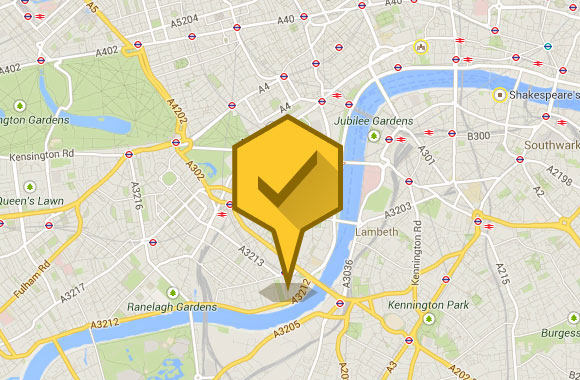 A5
A5204
A40
A40
A402
A402
A4
A4
A4202
ngton Gardens
Jubilee Gardens
Shakespeare's
B300
Southwark
Kensington Rd
A302
A301
A3216
A2198
Queen's Lawn
A2
A3203
Lambeth
Fulham Rd
A3213
A3036
Kennington Rd
A215
A3217
A3212
Ranelagh Gardens
Kennington Park
A3212
A3205
Burgess
A20
A3